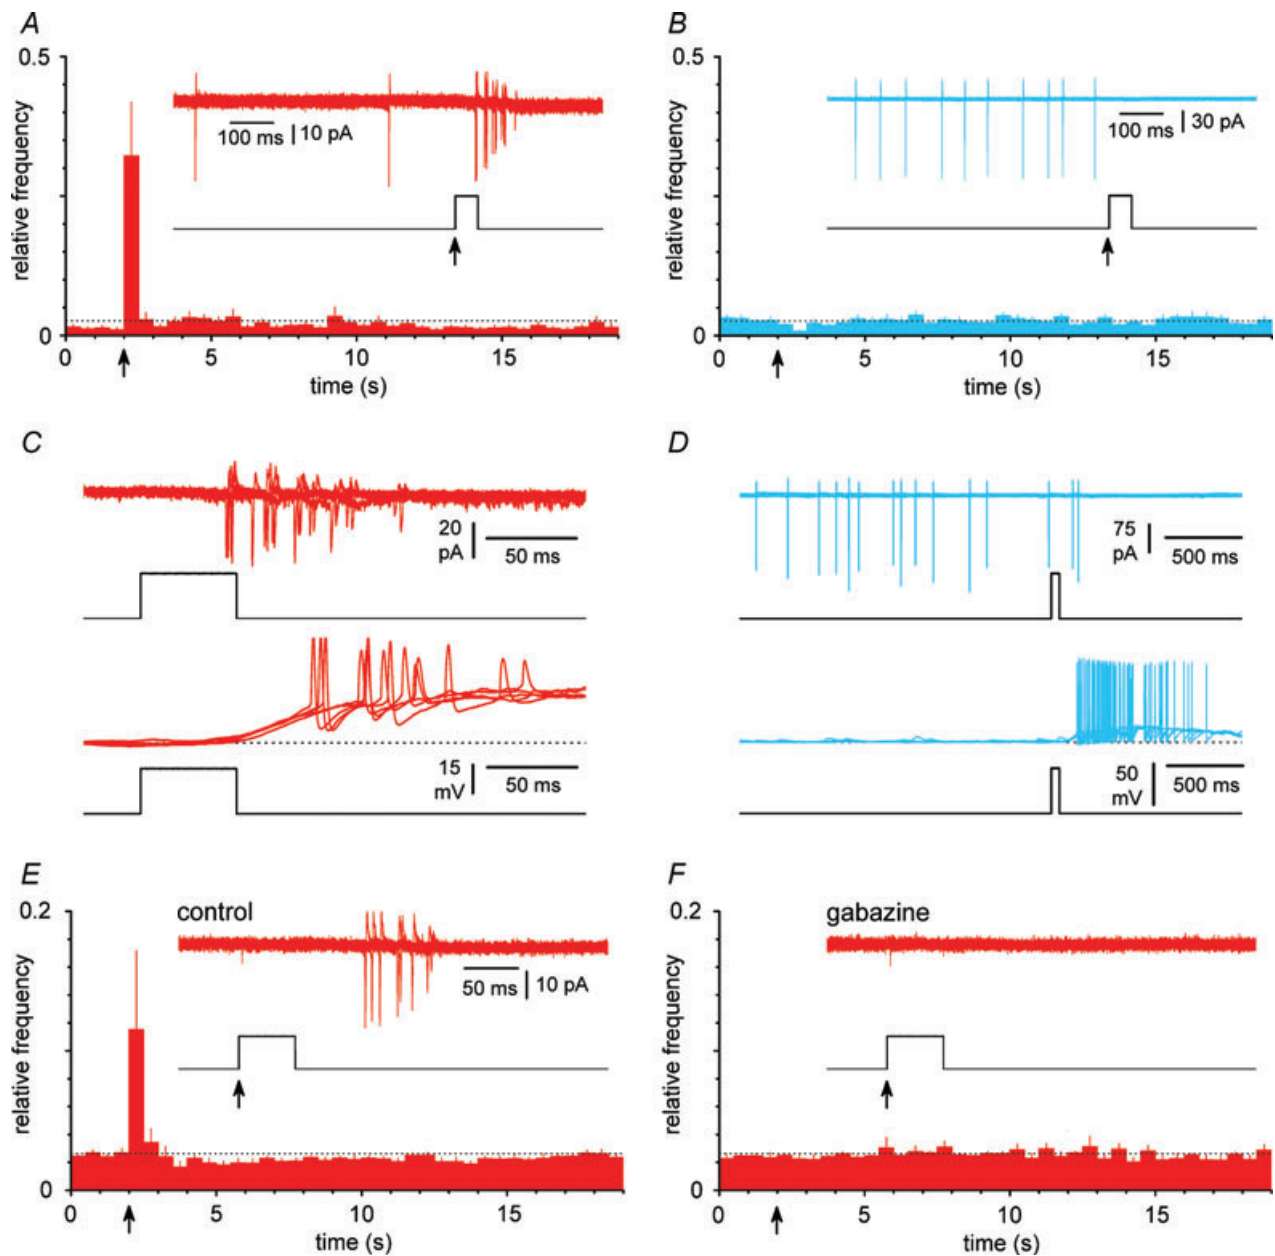 A
0.5
relative frequency
0
100 ms
10 pA
0 5 10 15
time (s)
B
0.5
relative frequency
0
100 ms
30 pA
0 5 10 15
time (s)
C
20
pA
50 ms
15
mV
50 ms
D
75
pA
500 ms
50
mV
500 ms
E
0.2
control
relative frequency
0
50 ms
10 pA
0 5 10 15
time (s)
F
0.2
gabazine
relative frequency
0
0 5 10 15
time (s)